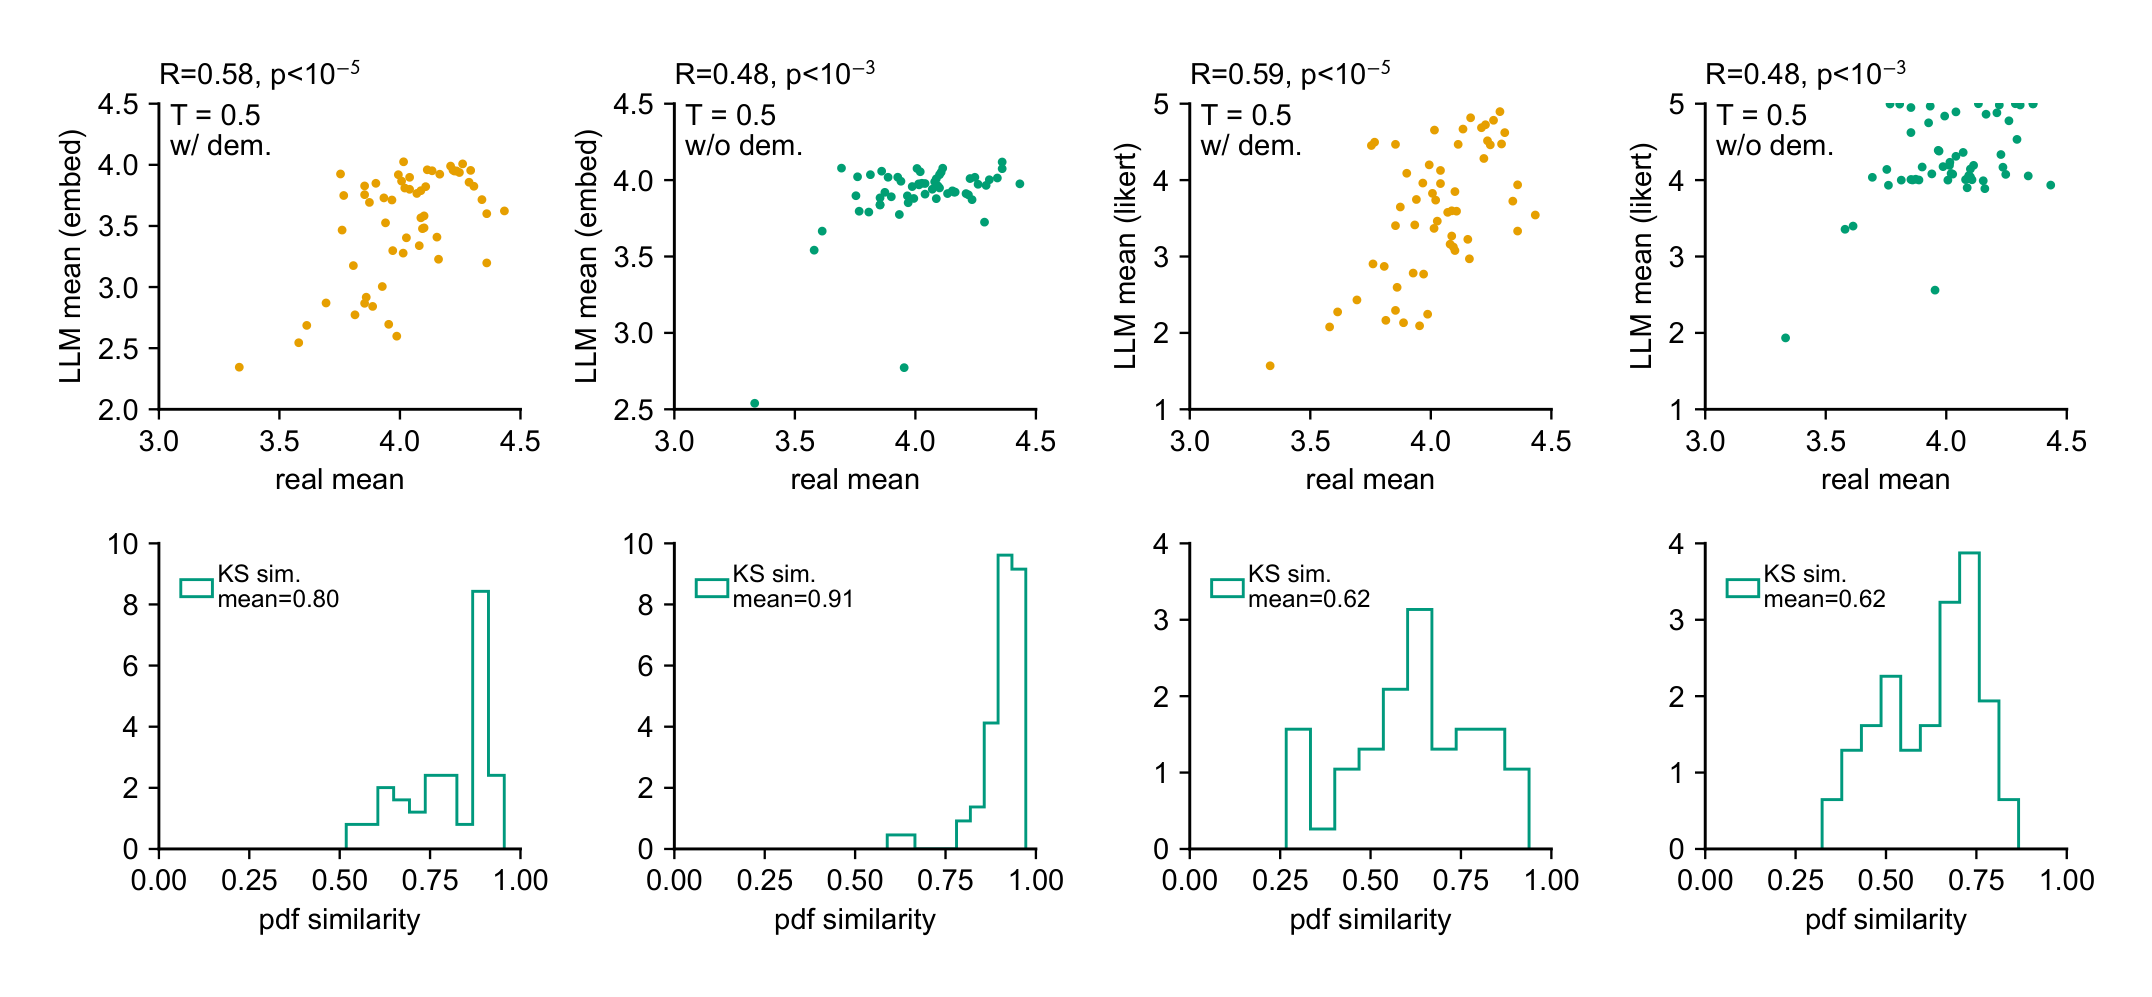 R=0.58, p<10⁻⁵
T = 0.5
w/ dem.
LLM mean (embed)
4.5
4.0
3.5
3.0
2.5
2.0
3.0 3.5 4.0 4.5
real mean
R=0.48, p<10⁻³
T = 0.5
w/o dem.
LLM mean (embed)
4.5
4.0
3.5
3.0
2.5
3.0 3.5 4.0 4.5
real mean
R=0.59, p<10⁻⁵
T = 0.5
w/ dem.
LLM mean (likert)
5
4
3
2
1
3.0 3.5 4.0 4.5
real mean
R=0.48, p<10⁻³
T = 0.5
w/o dem.
LLM mean (likert)
5
4
3
2
1
3.0 3.5 4.0 4.5
real mean
KS sim.
mean=0.80
10
8
6
4
2
0
0.00 0.25 0.50 0.75 1.00
pdf similarity
KS sim.
mean=0.91
10
8
6
4
2
0
0.00 0.25 0.50 0.75 1.00
pdf similarity
KS sim.
mean=0.62
4
3
2
1
0
0.00 0.25 0.50 0.75 1.00
pdf similarity
KS sim.
mean=0.62
4
3
2
1
0
0.00 0.25 0.50 0.75 1.00
pdf similarity